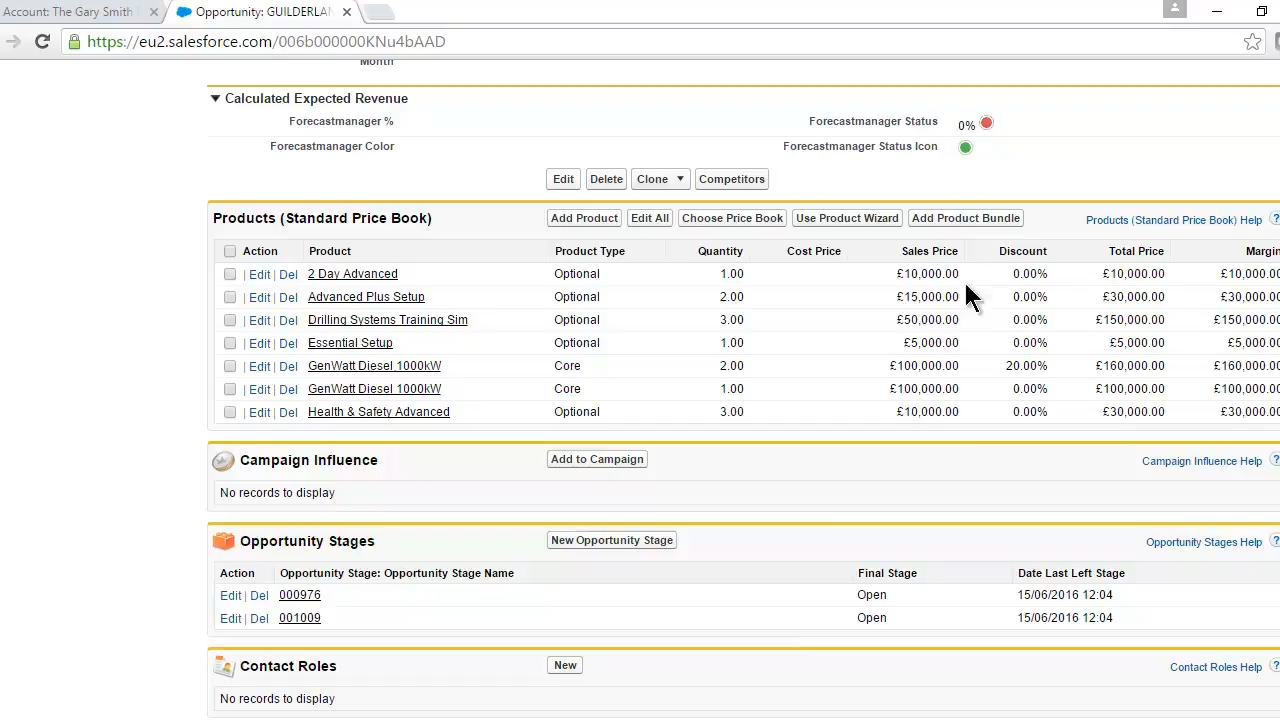 Account: The Gary Smith
Opportunity: GUILDERLAN
https://eu2.salesforce.com/006b000000KNu4bAAD
Month
Calculated Expected Revenue
Forecastmanager % Forecastmanager Status 0%
Forecastmanager Color Forecastmanager Status Icon
Edit Delete Clone Competitors
Products (Standard Price Book) Add Product Edit All Choose Price Book Use Product Wizard Add Product Bundle Products (Standard Price Book) Help ?
Action Product Product Type Quantity Cost Price Sales Price Discount Total Price Margin
| Edit | Del 2 Day Advanced Optional 1.00 £10,000.00 0.00% £10,000.00 £10,000.00
| Edit | Del Advanced Plus Setup Optional 2.00 £15,000.00 0.00% £30,000.00 £30,000.00
| Edit | Del Drilling Systems Training Sim Optional 3.00 £50,000.00 0.00% £150,000.00 £150,000.
| Edit | Del Essential Setup Optional 1.00 £5,000.00 0.00% £5,000.00 £5,000.00
| Edit | Del GenWatt Diesel 1000kW Core 2.00 £100,000.00 20.00% £160,000.00 £160,000.
| Edit | Del GenWatt Diesel 1000kW Core 1.00 £100,000.00 0.00% £100,000.00 £100,000.
| Edit | Del Health & Safety Advanced Optional 3.00 £10,000.00 0.00% £30,000.00 £30,000.00
Campaign Influence Add to Campaign Campaign Influence Help ?
No records to display
Opportunity Stages New Opportunity Stage Opportunity Stages Help ?
Action Opportunity Stage: Opportunity Stage Name Final Stage Date Last Left Stage
Edit | Del 000976 Open 15/06/2016 12:04
Edit | Del 001009 Open 15/06/2016 12:04
Contact Roles New Contact Roles Help ?
No records to display